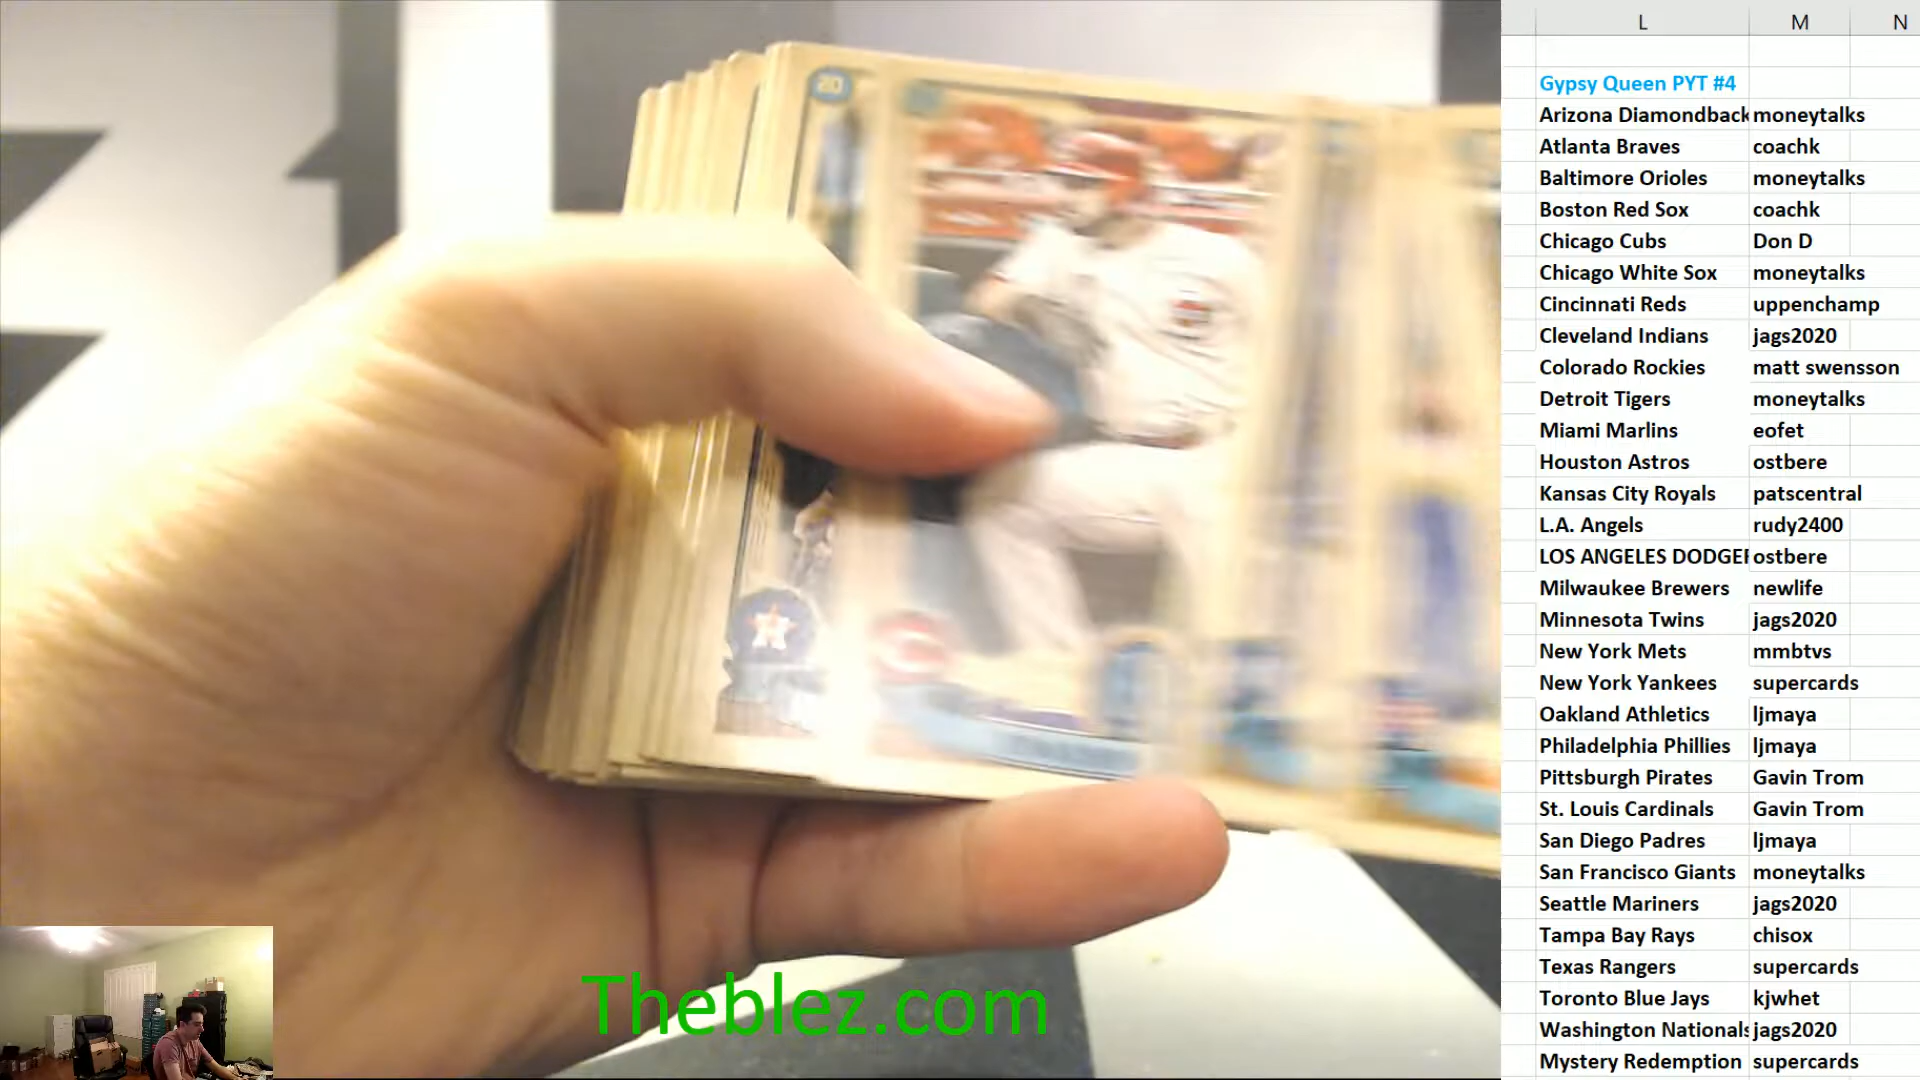 L M N
Gypsy Queen PYT #4
Arizona Diamondback moneytalks
Atlanta Braves coachk
Baltimore Orioles moneytalks
Boston Red Sox coachk
Chicago Cubs Don D
Chicago White Sox moneytalks
Cincinnati Reds uppenchamp
Cleveland Indians jags2020
Colorado Rockies matt swensson
Detroit Tigers moneytalks
Miami Marlins eofet
Houston Astros ostbere
Kansas City Royals patscentral
L.A. Angels rudy2400
LOS ANGELES DODGER ostbere
Milwaukee Brewers newlife
Minnesota Twins jags2020
New York Mets mmbtvs
New York Yankees supercards
Oakland Athletics ljmaya
Philadelphia Phillies ljmaya
Pittsburgh Pirates Gavin Trom
St. Louis Cardinals Gavin Trom
San Diego Padres ljmaya
San Francisco Giants moneytalks
Seattle Mariners jags2020
Tampa Bay Rays chisox
Texas Rangers supercards
Toronto Blue Jays kjwhet
Washington Nationals jags2020
Mystery Redemption supercards
20
Theblez.com